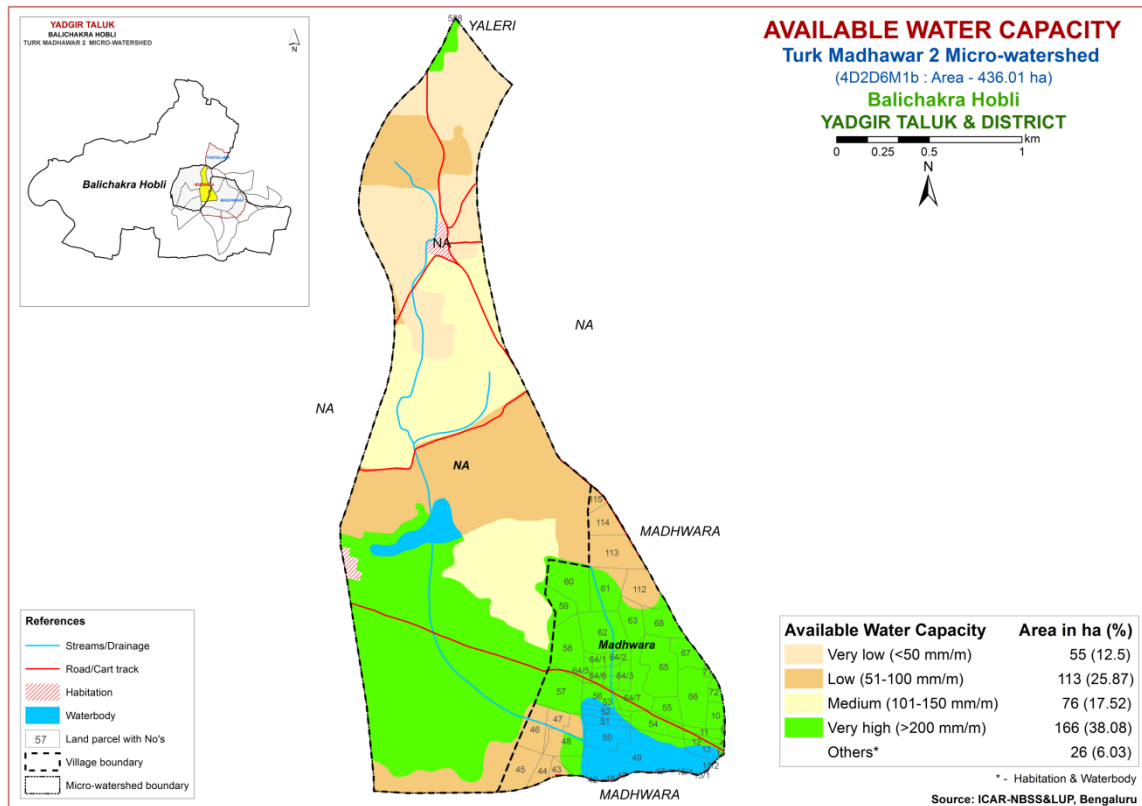 YADGIR TALUK
BALICHAKRA HOBLI
TURK MADHAWAR 2 MICRO-WATERSHED
N
Balichakra Hobli
YALERI
AVAILABLE WATER CAPACITY
Turk Madhawar 2 Micro-watershed
(4D2D6M1b : Area - 436.01 ha)
Balichakra Hobli
YADGIR TALUK & DISTRICT
km
0 0.25 0.5 1
N
NA
NA
NA
NA
MADHWARA
115
114
113
112
60
61
59
63
68
62
58
Madhwara
67
64/1
64/2
65
64/5
64/6
64/3
57
56
64/7
66
72
53
54
10
52
47
51
55
11
46
48
50
12
13
49
45
44
43
MADHWARA
References
Streams/Drainage
Road/Cart track
Habitation
Waterbody
57 Land parcel with No's
Village boundary
Micro-watershed boundary
Available Water Capacity Area in ha (%)
Very low (<50 mm/m) 55 (12.5)
Low (51-100 mm/m) 113 (25.87)
Medium (101-150 mm/m) 76 (17.52)
Very high (>200 mm/m) 166 (38.08)
Others* 26 (6.03)
* - Habitation & Waterbody
Source: ICAR-NBSS&LUP, Bengaluru